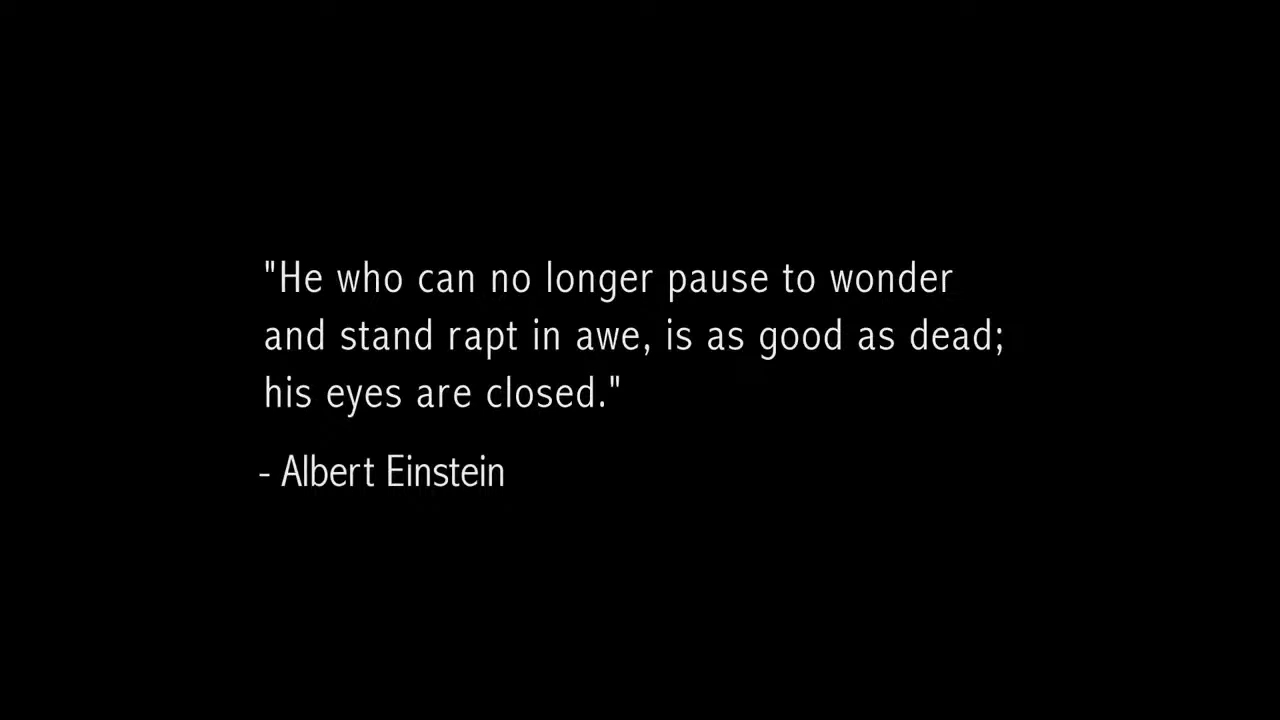 "He who can no longer pause to wonder
and stand rapt in awe, is as good as dead;
his eyes are closed."
- Albert Einstein